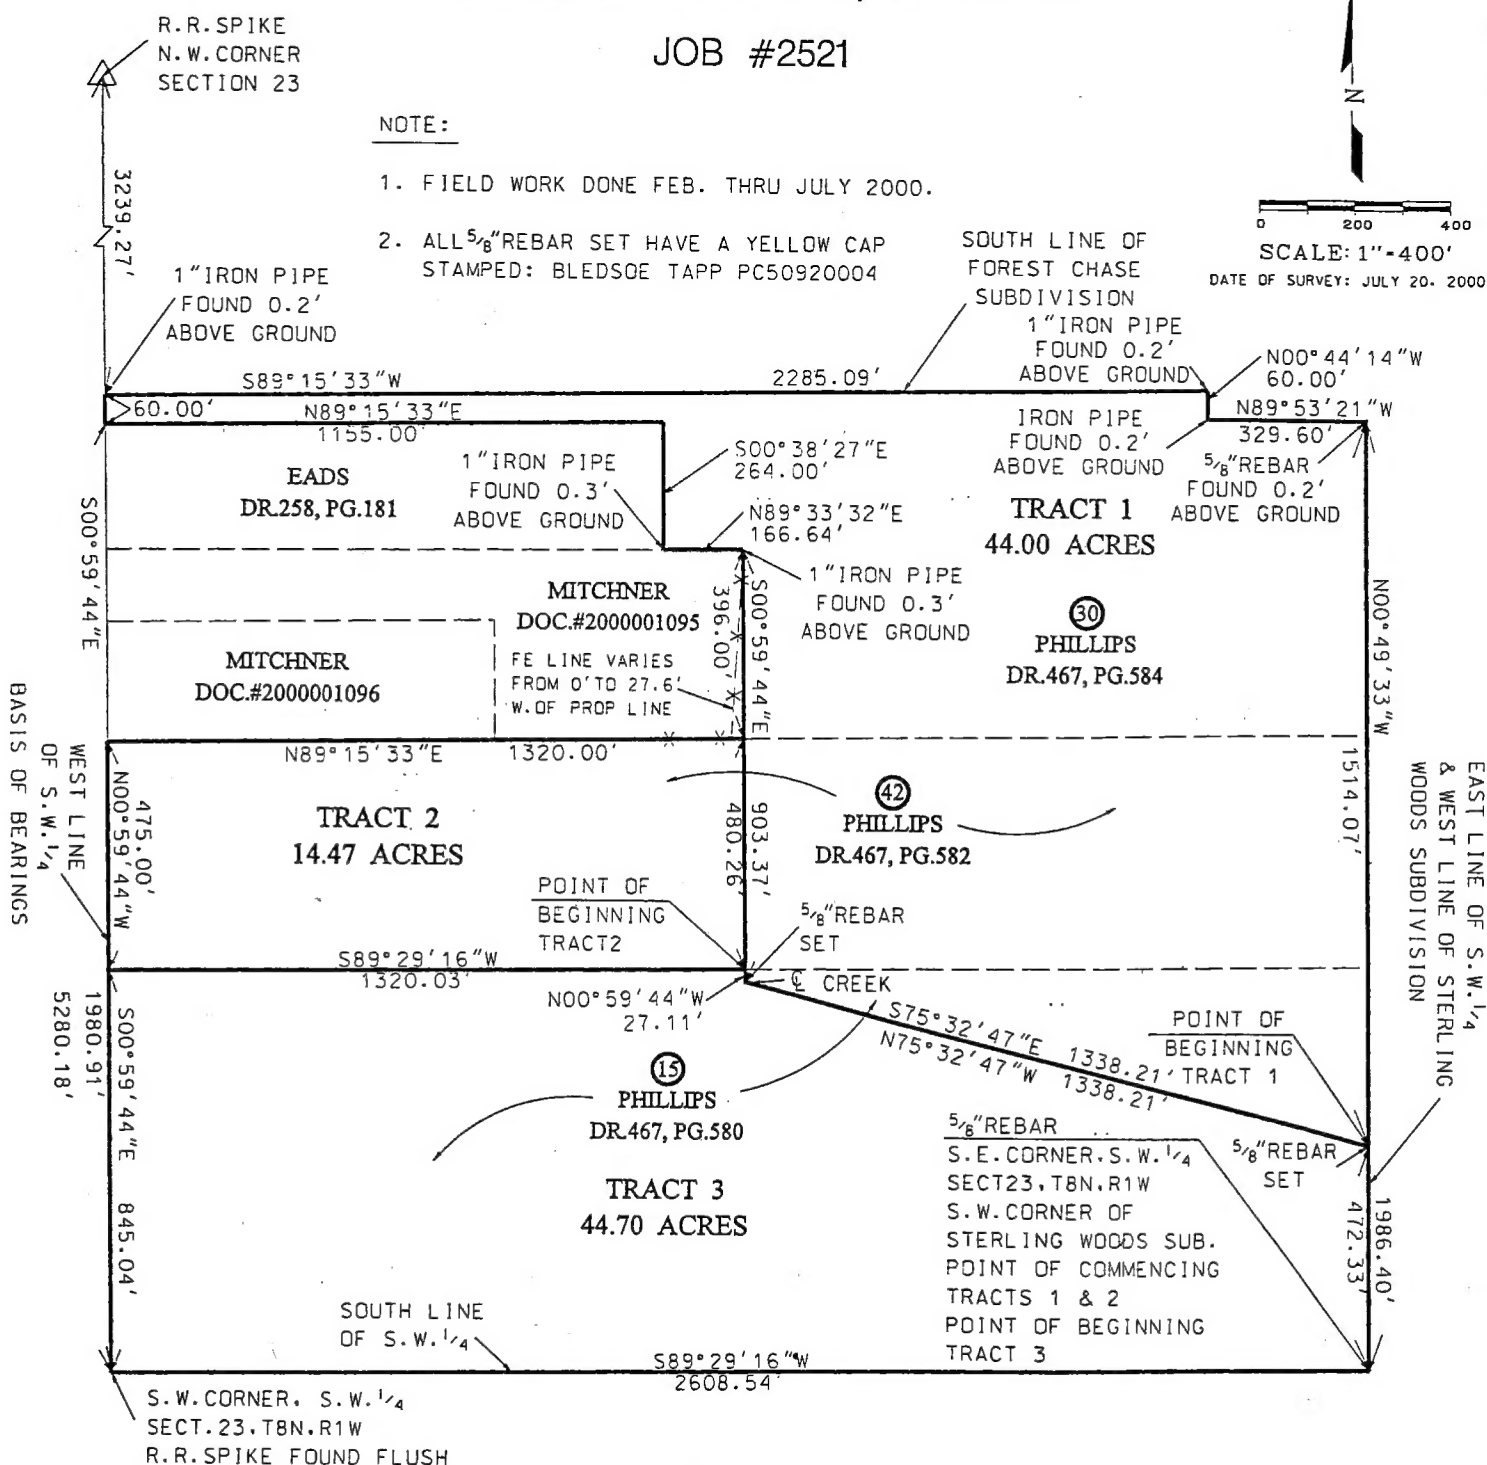 JOB #2521
R.R.SPIKE
N.W.CORNER
SECTION 23
N
NOTE:
1. FIELD WORK DONE FEB. THRU JULY 2000.
2. ALL 5/8"REBAR SET HAVE A YELLOW CAP
STAMPED: BLEDSOE TAPP PC50920004
0 200 400
SCALE: 1"=400'
DATE OF SURVEY: JULY 20. 2000
3239.27'
1"IRON PIPE
FOUND 0.2'
ABOVE GROUND
SOUTH LINE OF
FOREST CHASE
SUBDIVISION
1"IRON PIPE
FOUND 0.2'
ABOVE GROUND
N00°44'14"W
60.00'
S89°15'33"W
2285.09'
60.00'
N89°15'33"E
1155.00'
N89°53'21"W
329.60'
IRON PIPE
FOUND 0.2'
ABOVE GROUND
5/8"REBAR
FOUND 0.2'
ABOVE GROUND
EADS
DR.258, PG.181
1"IRON PIPE
FOUND 0.3'
ABOVE GROUND
S00°38'27"E
264.00'
N89°33'32"E
166.64'
TRACT 1
44.00 ACRES
S00°59'44"E
MITCHNER
DOC.#2000001095
396.00'
S00°59'44"E
1"IRON PIPE
FOUND 0.3'
ABOVE GROUND
30
PHILLIPS
DR.467, PG.584
N00°49'33"W
1514.07'
MITCHNER
DOC.#2000001096
FE LINE VARIES
FROM 0'TO 27.6'
W.OF PROP LINE
N89°15'33"E
1320.00'
BASIS OF BEARINGS
WEST LINE
OF S.W.1/4
475.00'
N00°59'44"W
TRACT 2
14.47 ACRES
903.37'
480.26'
42
PHILLIPS
DR.467, PG.582
EAST LINE OF S.W.1/4
& WEST LINE OF STERLING
WOODS SUBDIVISION
POINT OF
BEGINNING
TRACT2
5/8"REBAR
SET
S89°29'16"W
1320.03'
N00°59'44"W
27.11'
℄ CREEK
S75°32'47"E 1338.21'
N75°32'47"W 1338.21'
POINT OF
BEGINNING
TRACT 1
S00°59'44"E 845.04'
1980.91'
5280.18'
15
PHILLIPS
DR.467, PG.580
TRACT 3
44.70 ACRES
5/8"REBAR
S.E.CORNER.S.W.1/4
SECT23.T8N.R1W
S.W.CORNER OF
STERLING WOODS SUB.
POINT OF COMMENCING
TRACTS 1 & 2
POINT OF BEGINNING
TRACT 3
5/8"REBAR
SET
1986.40'
472.33'
SOUTH LINE
OF S.W.1/4
S89°29'16"W
2608.54'
S.W.CORNER. S.W.1/4
SECT.23.T8N.R1W
R.R.SPIKE FOUND FLUSH